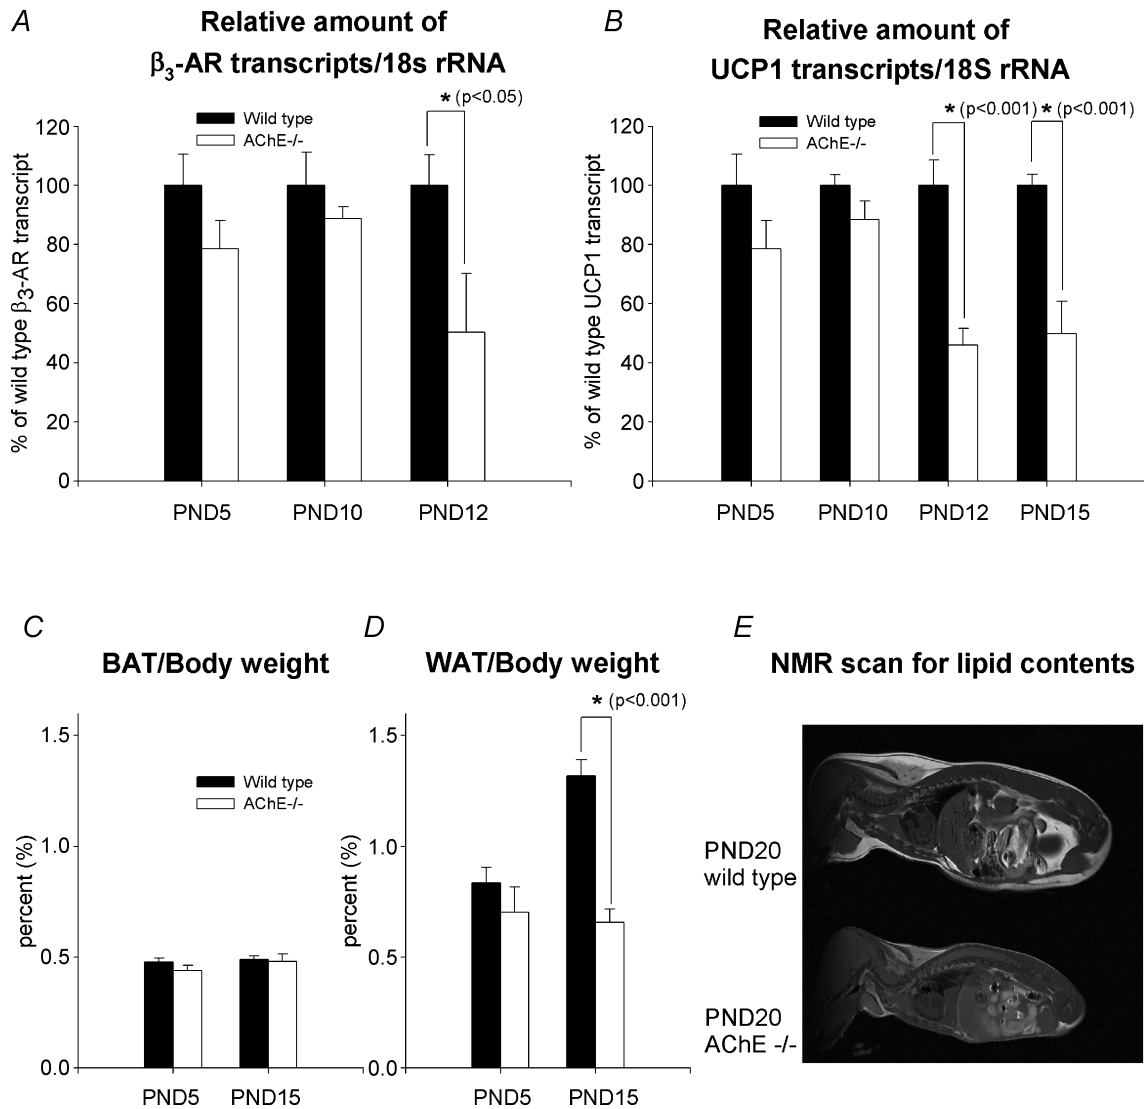 A
Relative amount of
β3-AR transcripts/18s rRNA
* (p<0.05)
Wild type
AChE-/-
% of wild type β3-AR transcript
120
100
80
60
40
20
0
PND5 PND10 PND12
B
Relative amount of
UCP1 transcripts/18S rRNA
* (p<0.001) * (p<0.001)
Wild type
AChE-/-
% of wild type UCP1 transcript
120
100
80
60
40
20
0
PND5 PND10 PND12 PND15
C
BAT/Body weight
Wild type
AChE-/-
percent (%)
1.5
1.0
0.5
0.0
PND5 PND15
D
WAT/Body weight
* (p<0.001)
percent (%)
1.5
1.0
0.5
0.0
PND5 PND15
E
NMR scan for lipid contents
PND20
wild type
PND20
AChE -/-